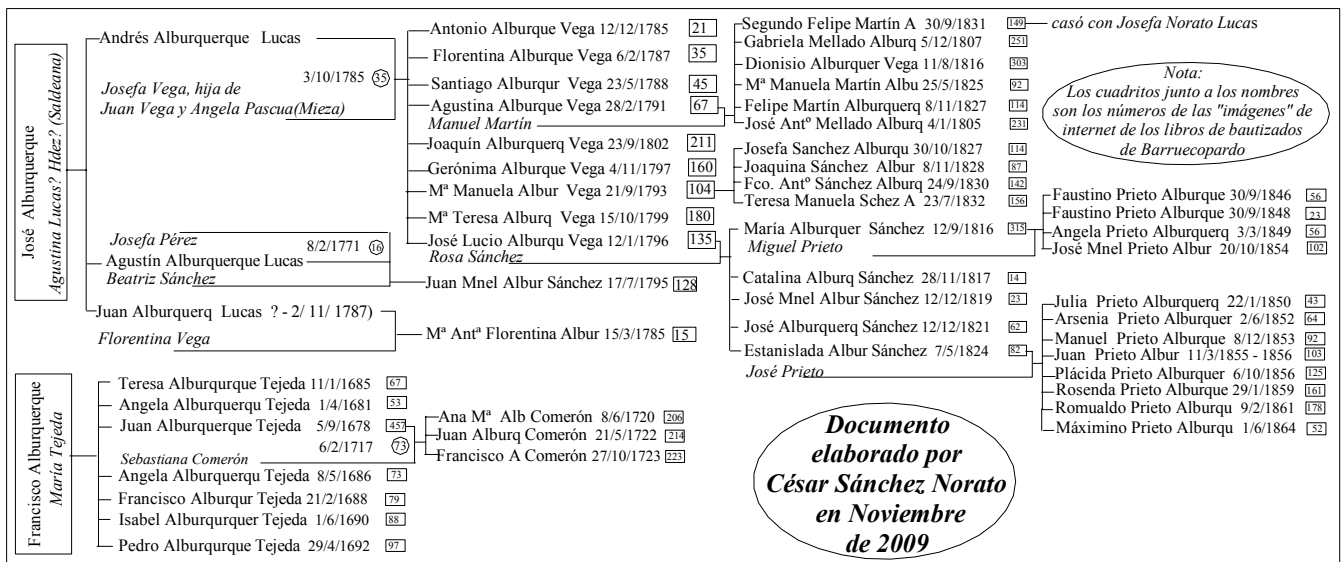 José Alburquerque
Agustina Lucas? Hdez? (Saldeana)
Andrés Alburquerque Lucas
3/10/1785 35
Josefa Vega, hija de
Juan Vega y Angela Pascua(Mieza)
Josefa Pérez
8/2/1771 16
Agustín Alburquerque Lucas
Beatriz Sánchez
Juan Alburquerq Lucas ? - 2/ 11/ 1787)
Florentina Vega
Antonio Alburque Vega 12/12/1785 21
Florentina Alburque Vega 6/2/1787 35
Santiago Alburqur Vega 23/5/1788 45
Agustina Alburque Vega 28/2/1791 67
Manuel Martín
Joaquín Alburquerq Vega 23/9/1802 211
Gerónima Alburque Vega 4/11/1797 160
Mª Manuela Albur Vega 21/9/1793 104
Mª Teresa Alburq Vega 15/10/1799 180
José Lucio Alburqu Vega 12/1/1796 135
Rosa Sánchez
Juan Mnel Albur Sánchez 17/7/1795 128
Mª Antª Florentina Albur 15/3/1785 15
Segundo Felipe Martín A 30/9/1831 149 casó con Josefa Norato Lucas
Gabriela Mellado Alburq 5/12/1807 251
Dionisio Alburquer Vega 11/8/1816 303
Mª Manuela Martín Albu 25/5/1825 92
Felipe Martín Alburquerq 8/11/1827 114
José Antº Mellado Alburq 4/1/1805 231
Josefa Sanchez Alburqu 30/10/1827 114
Joaquina Sánchez Albur 8/11/1828 87
Fco. Antº Sánchez Alburq 24/9/1830 142
Teresa Manuela Schez A 23/7/1832 156
María Alburquer Sánchez 12/9/1816 315
Miguel Prieto
Catalina Alburq Sánchez 28/11/1817 14
José Mnel Albur Sánchez 12/12/1819 23
José Alburquerq Sánchez 12/12/1821 62
Estanislada Albur Sánchez 7/5/1824 82
José Prieto
Nota:
Los cuadritos junto a los nombres
son los números de las "imágenes" de
internet de los libros de bautizados
de Barruecopardo
Faustino Prieto Alburque 30/9/1846 56
Faustino Prieto Alburque 30/9/1848 23
Angela Prieto Alburquerq 3/3/1849 56
José Mnel Prieto Albur 20/10/1854 102
Julia Prieto Alburquerq 22/1/1850 43
Arsenia Prieto Alburquer 2/6/1852 64
Manuel Prieto Alburque 8/12/1853 92
Juan Prieto Albur 11/3/1855 - 1856 103
Plácida Prieto Alburquer 6/10/1856 125
Rosenda Prieto Alburque 29/1/1859 161
Romualdo Prieto Alburqu 9/2/1861 178
Máximino Prieto Alburqu 1/6/1864 52
Francisco Alburquerque
María Tejeda
Teresa Alburqurque Tejeda 11/1/1685 67
Angela Alburquerqu Tejeda 1/4/1681 53
Juan Alburquerque Tejeda 5/9/1678 457
6/2/1717 73
Sebastiana Comerón
Angela Alburquerqu Tejeda 8/5/1686 73
Francisco Alburqur Tejeda 21/2/1688 79
Isabel Alburqurquer Tejeda 1/6/1690 88
Pedro Alburqurque Tejeda 29/4/1692 97
Ana Mª Alb Comerón 8/6/1720 206
Juan Alburq Comerón 21/5/1722 214
Francisco A Comerón 27/10/1723 223
Documento
elaborado por
César Sánchez Norato
en Noviembre
de 2009